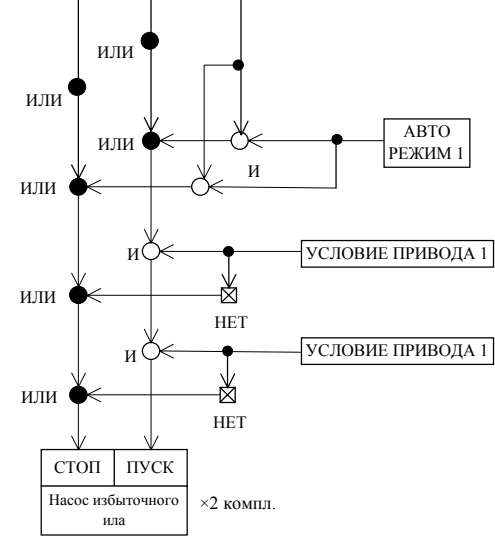 ИЛИ
ИЛИ
АВТО
РЕЖИМ 1
ИЛИ
И
ИЛИ
И
УСЛОВИЕ ПРИВОДА 1
ИЛИ
НЕТ
УСЛОВИЕ ПРИВОДА 1
И
ИЛИ
НЕТ
СТОП ПУСК
Насос избыточного
ила
×2 компл.